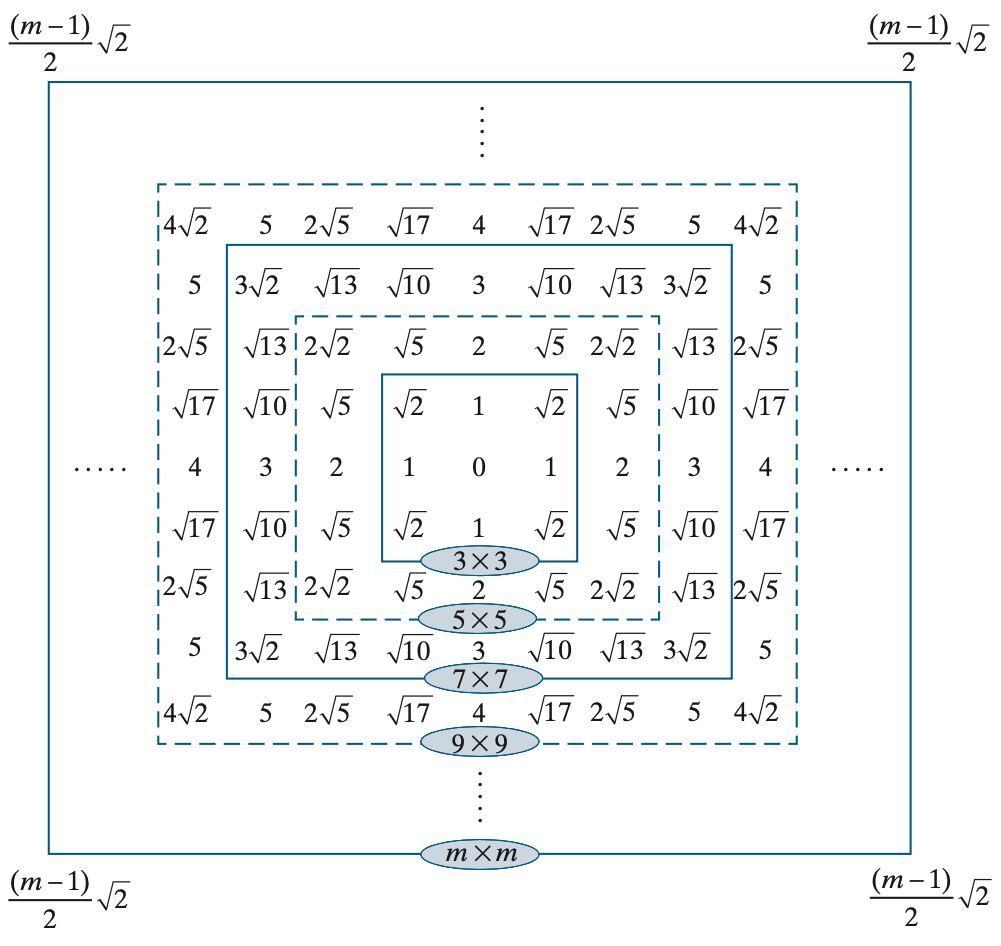 (m−1)/2 √2 (m−1)/2 √2
4√2 5 2√5 √17 4 √17 2√5 5 4√2
5 3√2 √13 √10 3 √10 √13 3√2 5
2√5 √13 2√2 √5 2 √5 2√2 √13 2√5
√17 √10 √5 √2 1 √2 √5 √10 √17
..... 4 3 2 1 0 1 2 3 4 .....
√17 √10 √5 √2 1 √2 √5 √10 √17
3×3
2√5 √13 2√2 √5 2 √5 2√2 √13 2√5
5×5
5 3√2 √13 √10 3 √10 √13 3√2 5
7×7
4√2 5 2√5 √17 4 √17 2√5 5 4√2
9×9
m×m
(m−1)/2 √2 (m−1)/2 √2